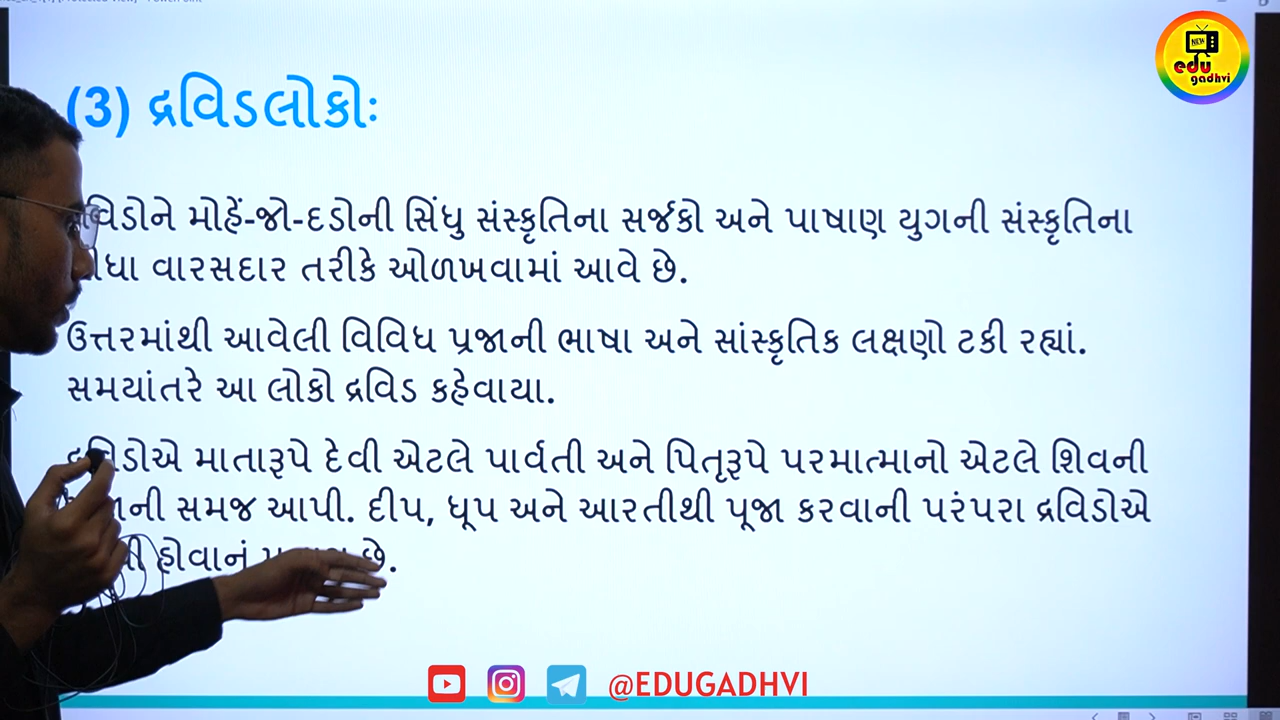 NEW
edu
gadhvi
(3) દ્રવિડલોકોઃ
મોહેં-જો-દડોની સિંધુ સંસ્કૃતિના સર્જકો અને પાષાણ યુગની સંસ્કૃતિના
વારસદાર તરીકે ઓળખવામાં આવે છે.
ઉત્તરમાંથી આવેલી વિવિધ પ્રજાની ભાષા અને સાંસ્કૃતિક લક્ષણો ટકી રહ્યાં.
સમયાંતરે આ લોકો દ્રવિડ કહેવાયા.
દ્રવિડોએ માતારૂપે દેવી એટલે પાર્વતી અને પિતૃરૂપે પરમાત્માનો એટલે શિવની
સમજ આપી. દીપ, ધૂપ અને આરતીથી પૂજા કરવાની પરંપરા દ્રવિડોએ
હોવાનું છે.
@EDUGADHVI